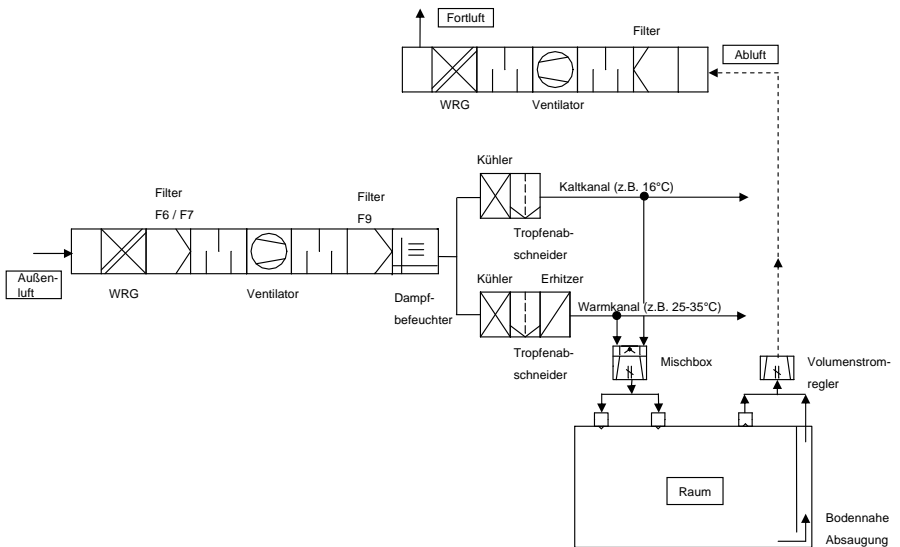 Fortluft
Filter
Abluft
WRG
Ventilator
Kühler
Kaltkanal (z.B. 16°C)
Filter
F6 / F7
Filter
F9
Tropfenab-
schneider
Außen-
luft
WRG
Ventilator
Dampf-
befeuchter
Kühler
Erhitzer
Warmkanal (z.B. 25-35°C)
Tropfenab-
schneider
Mischbox
Volumenstrom-
regler
Raum
Bodennahe
Absaugung